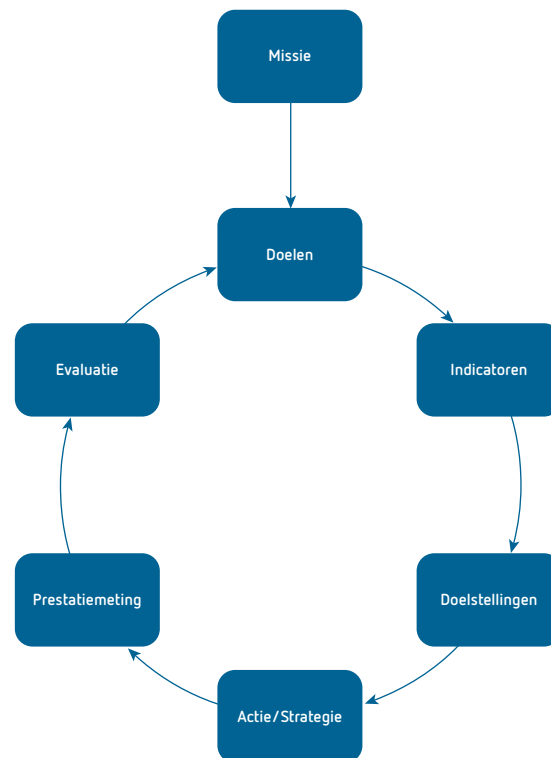 Missie
Doelen
Indicatoren
Doelstellingen
Actie/Strategie
Prestatiemeting
Evaluatie